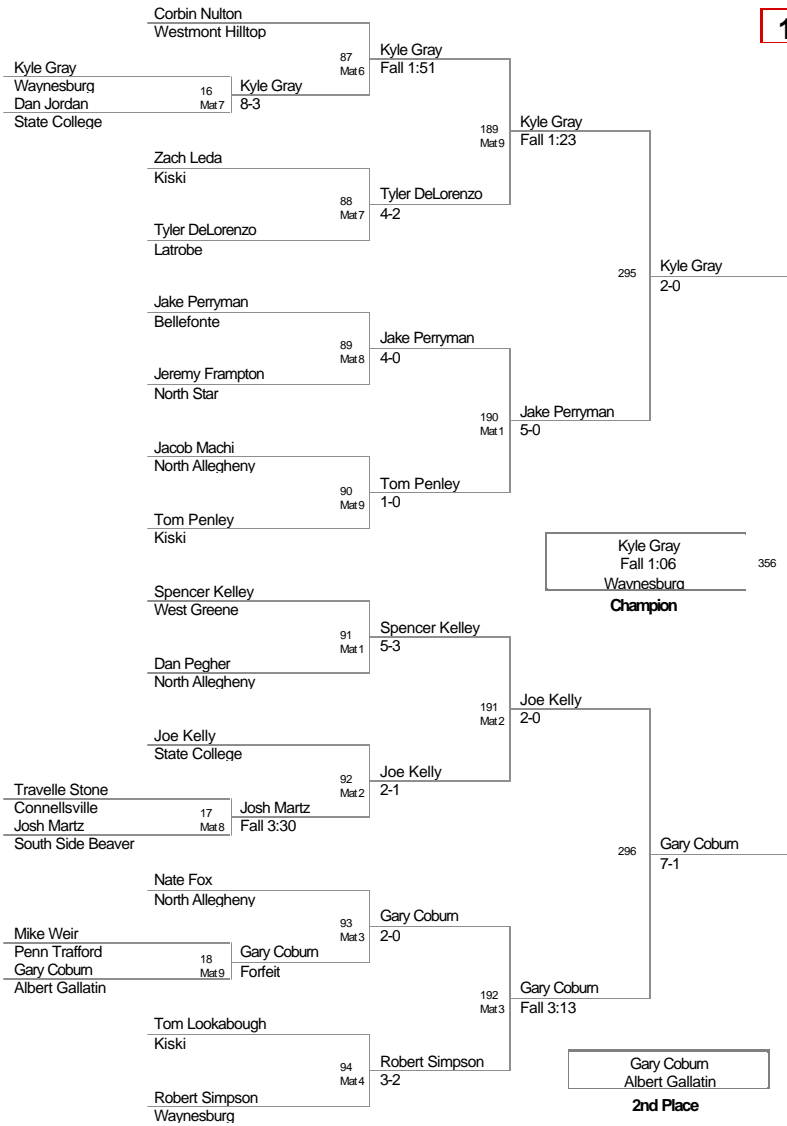 Corbin Nulton
Westmont Hilltop
1
87
Mat 6
Kyle Gray
Fall 1:51
Kyle Gray
Waynesburg
Dan Jordan
State College
16
Mat 7
Kyle Gray
8-3
189
Mat 9
Kyle Gray
Fall 1:23
Zach Leda
Kiski
88
Mat 7
Tyler DeLorenzo
4-2
Tyler DeLorenzo
Latrobe
295
Kyle Gray
2-0
Jake Perryman
Bellefonte
89
Mat 8
Jake Perryman
4-0
Jeremy Frampton
North Star
190
Mat 1
Jake Perryman
5-0
Jacob Machi
North Allegheny
90
Mat 9
Tom Penley
1-0
Tom Penley
Kiski
Kyle Gray
Fall 1:06
Waynesburg
356
Champion
Spencer Kelley
West Greene
91
Mat 1
Spencer Kelley
5-3
Dan Pegher
North Allegheny
191
Mat 2
Joe Kelly
2-0
Joe Kelly
State College
92
Mat 2
Joe Kelly
2-1
Travelle Stone
Connellsville
Josh Martz
South Side Beaver
17
Mat 8
Josh Martz
Fall 3:30
296
Gary Coburn
7-1
Nate Fox
North Allegheny
93
Mat 3
Gary Coburn
2-0
Mike Weir
Penn Trafford
Gary Coburn
Albert Gallatin
18
Mat 9
Gary Coburn
Forfeit
192
Mat 3
Gary Coburn
Fall 3:13
Tom Lookabough
Kiski
94
Mat 4
Robert Simpson
3-2
Robert Simpson
Waynesburg
Gary Coburn
Albert Gallatin
2nd Place